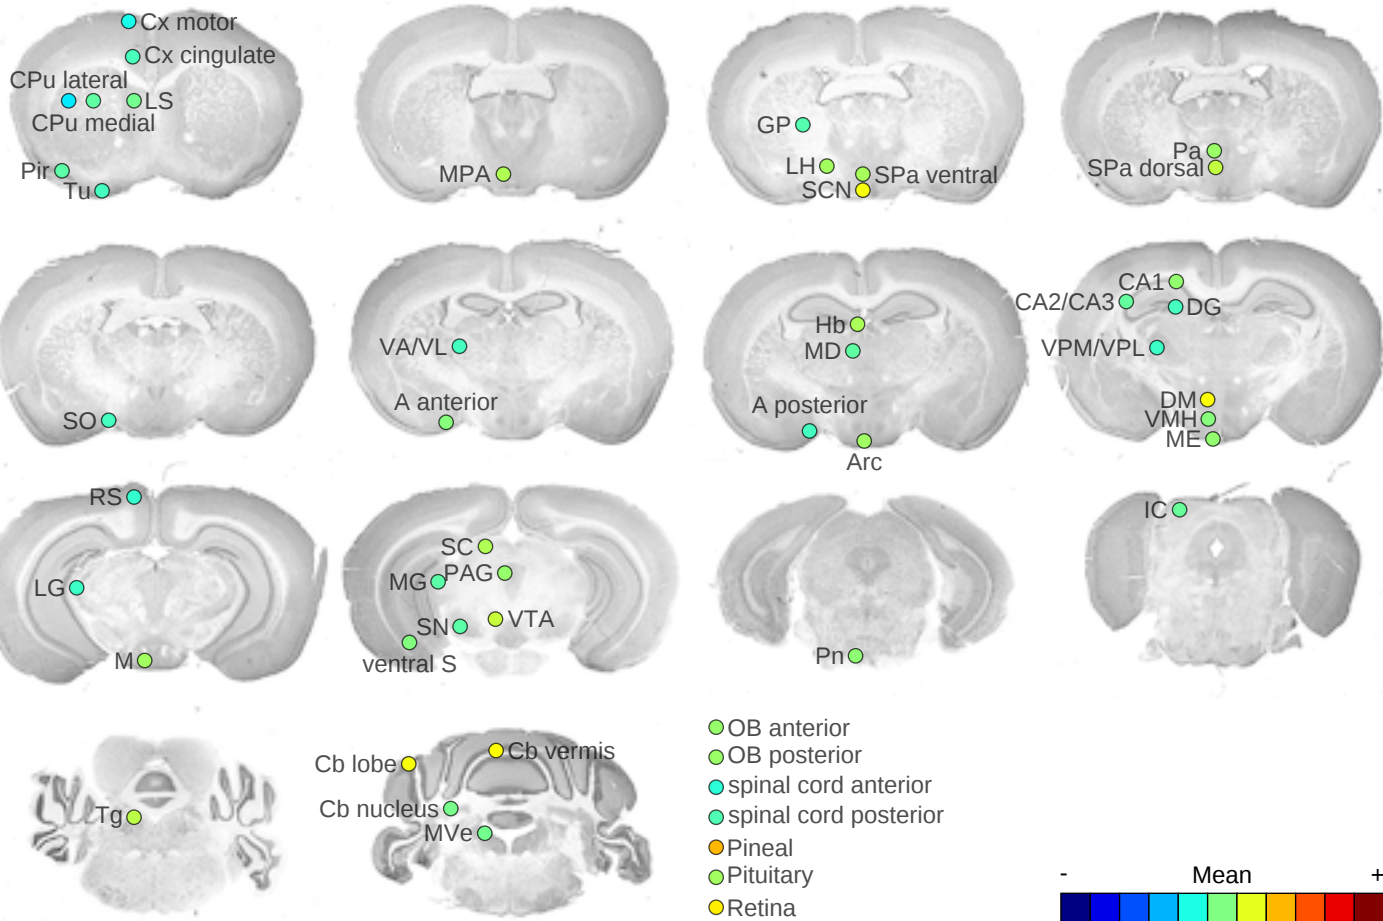 Cx motor
Cx cingulate
CPu lateral
LS
CPu medial
Pir
Tu
MPA
GP
LH
SPa ventral
SCN
Pa
SPa dorsal
SO
VA/VL
A anterior
Hb
MD
A posterior
Arc
CA1
CA2/CA3
DG
VPM/VPL
DM
VMH
ME
RS
LG
M
SC
MG
PAG
SN
VTA
ventral S
Pn
IC
Tg
Cb lobe
Cb vermis
Cb nucleus
MVe
OB anterior
OB posterior
spinal cord anterior
spinal cord posterior
Pineal
Pituitary
Retina
- Mean +